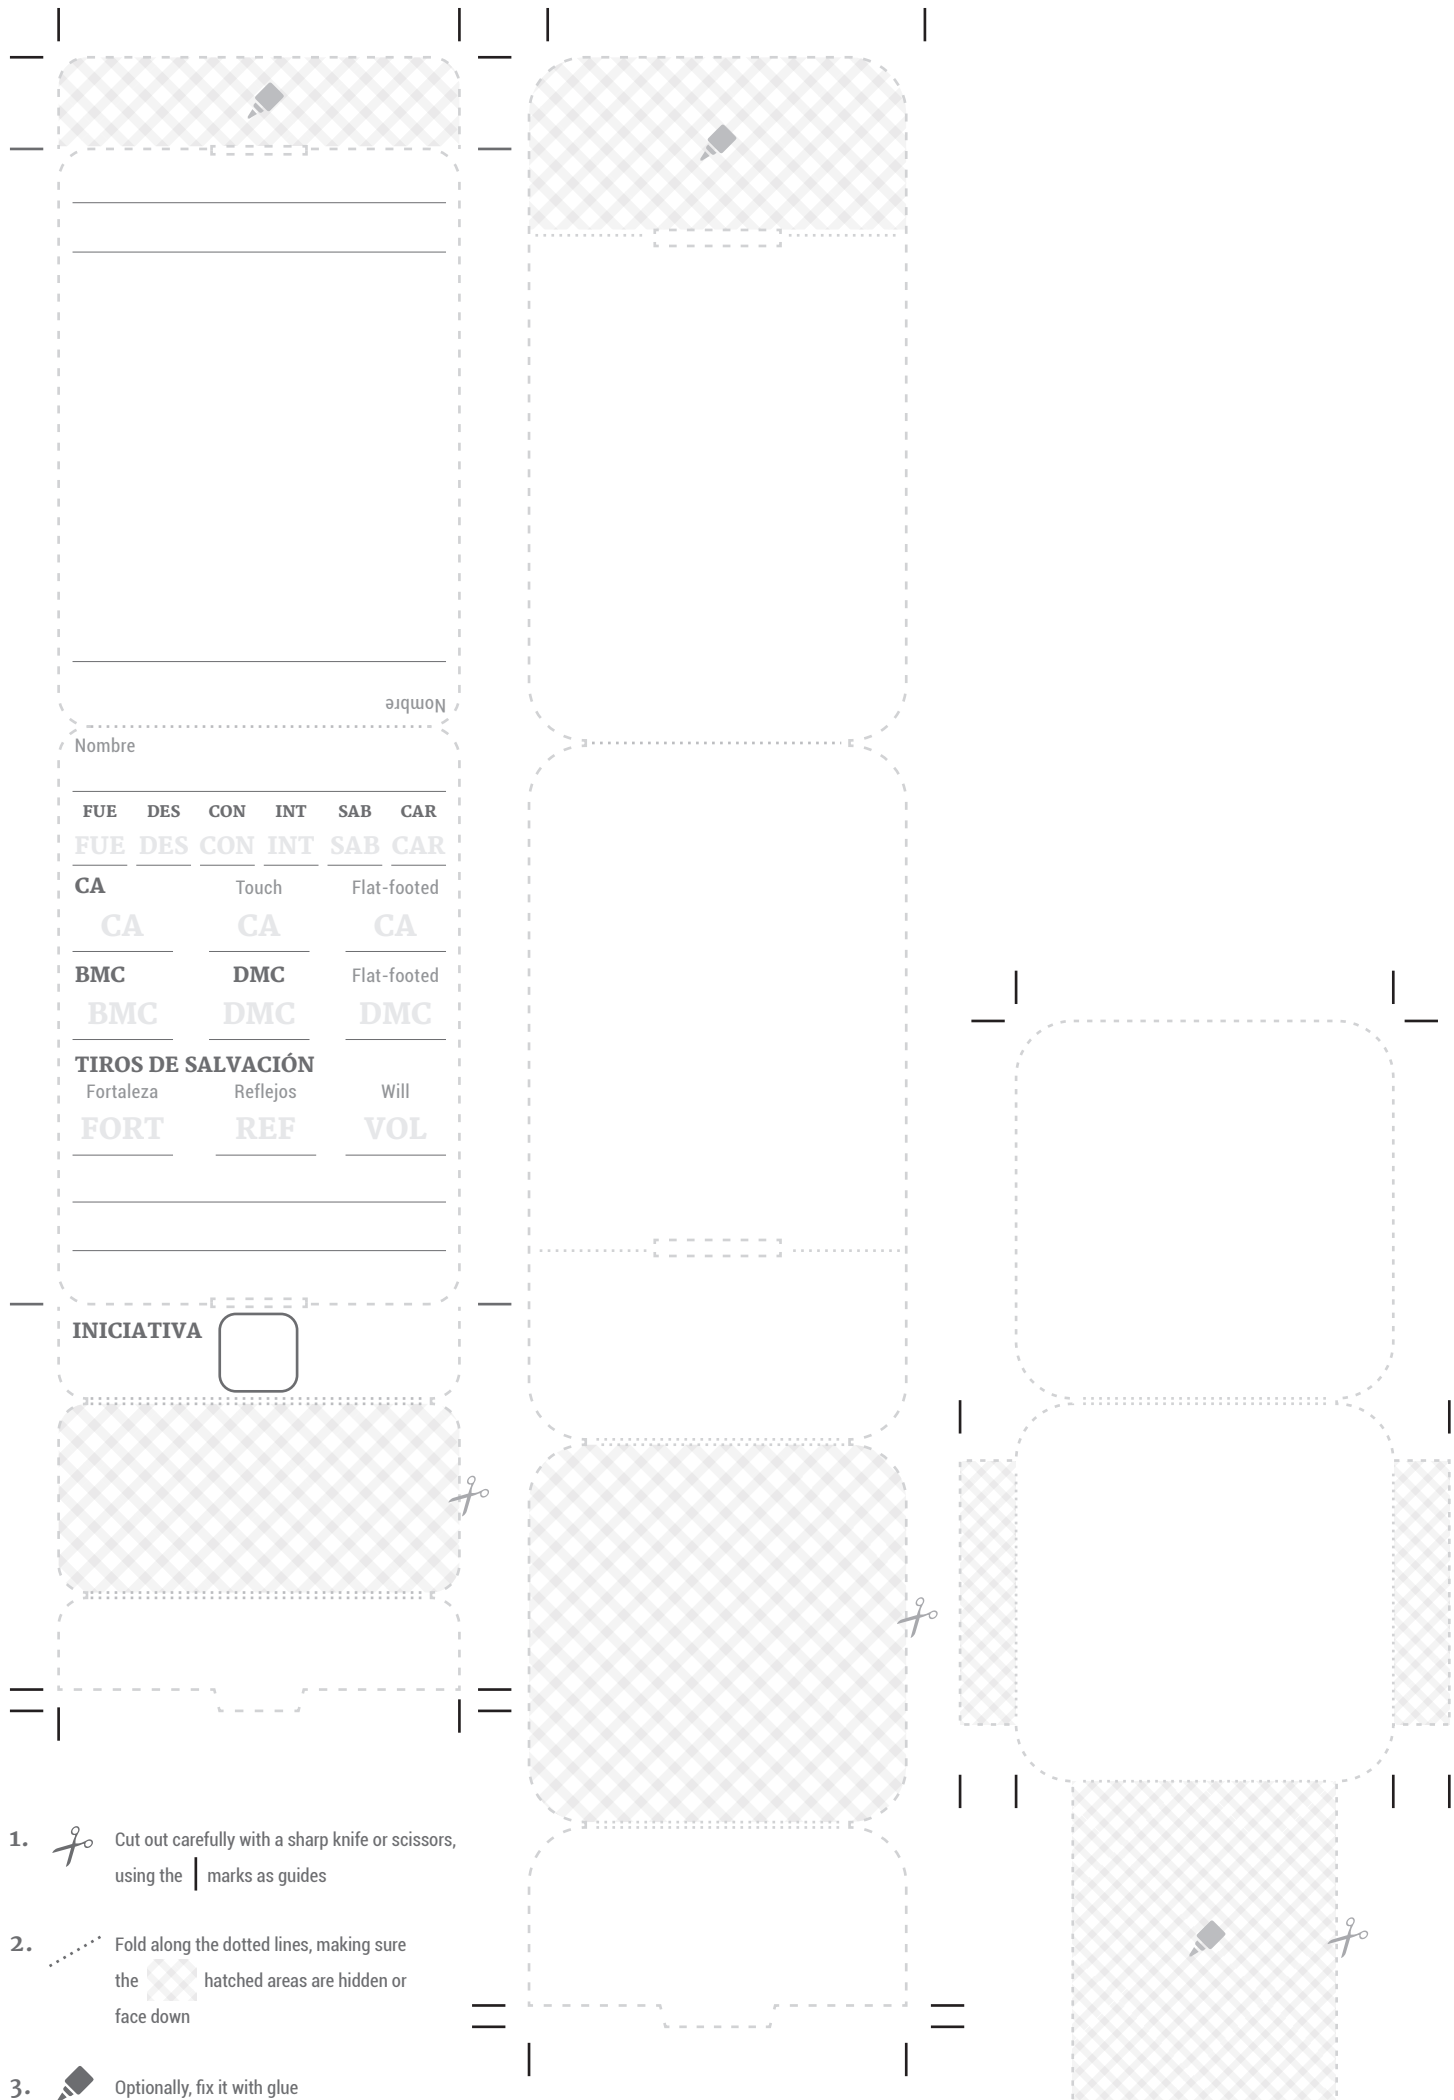 Nombre
Nombre
FUE DES CON INT SAB CAR
FUE DES CON INT SAB CAR
CA Touch Flat-footed
CA CA CA
BMC DMC Flat-footed
BMC DMC DMC
TIROS DE SALVACIÓN
Fortaleza Reflejos Will
FORT REF VOL
INICIATIVA
1. Cut out carefully with a sharp knife or scissors,
using the marks as guides
2. Fold along the dotted lines, making sure
the hatched areas are hidden or
face down
3. Optionally, fix it with glue